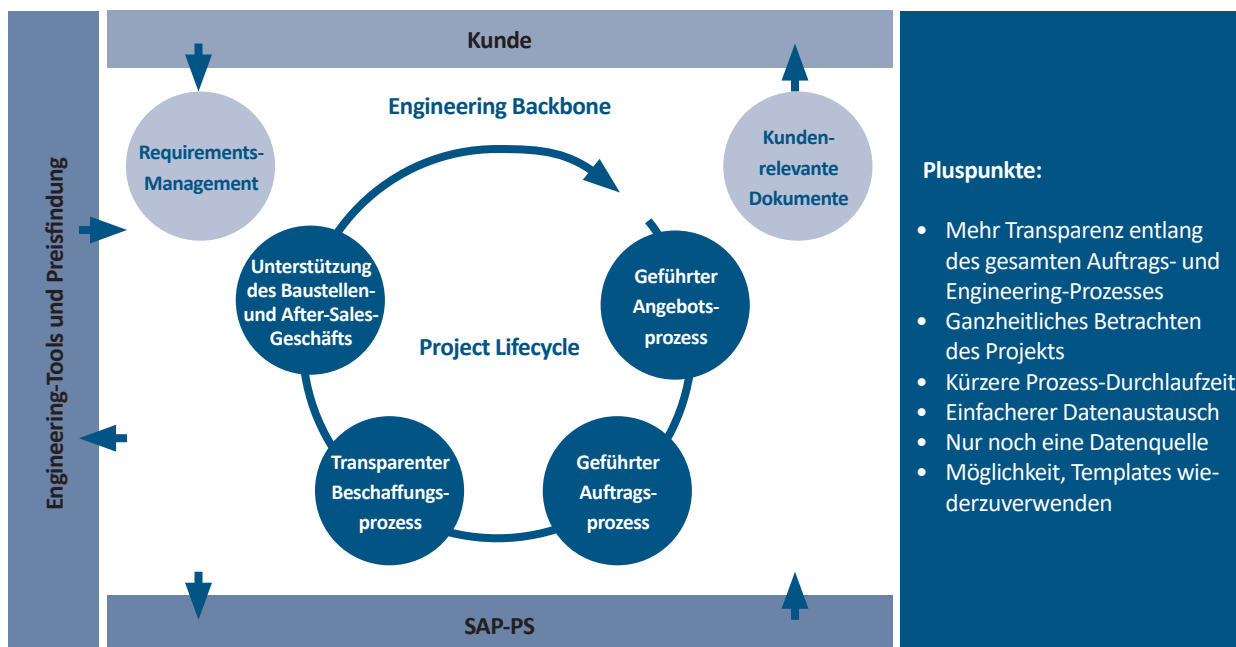 Kunde
Engineering Backbone
Requirements-
Management
Kunden-
relevante
Dokumente
Engineering-Tools und Preisfindung
Unterstützung
des Baustellen-
und After-Sales-
Geschäfts
Geführter
Angebots-
prozess
Project Lifecycle
Transparenter
Beschaffungs-
prozess
Geführter
Auftrags-
prozess
SAP-PS
Pluspunkte:
• Mehr Transparenz entlang
des gesamten Auftrags- und
Engineering-Prozesses
• Ganzheitliches Betrachten
des Projekts
• Kürzere Prozess-Durchlaufzeit
• Einfacherer Datenaustausch
• Nur noch eine Datenquelle
• Möglichkeit, Templates wie-
derzuverwenden